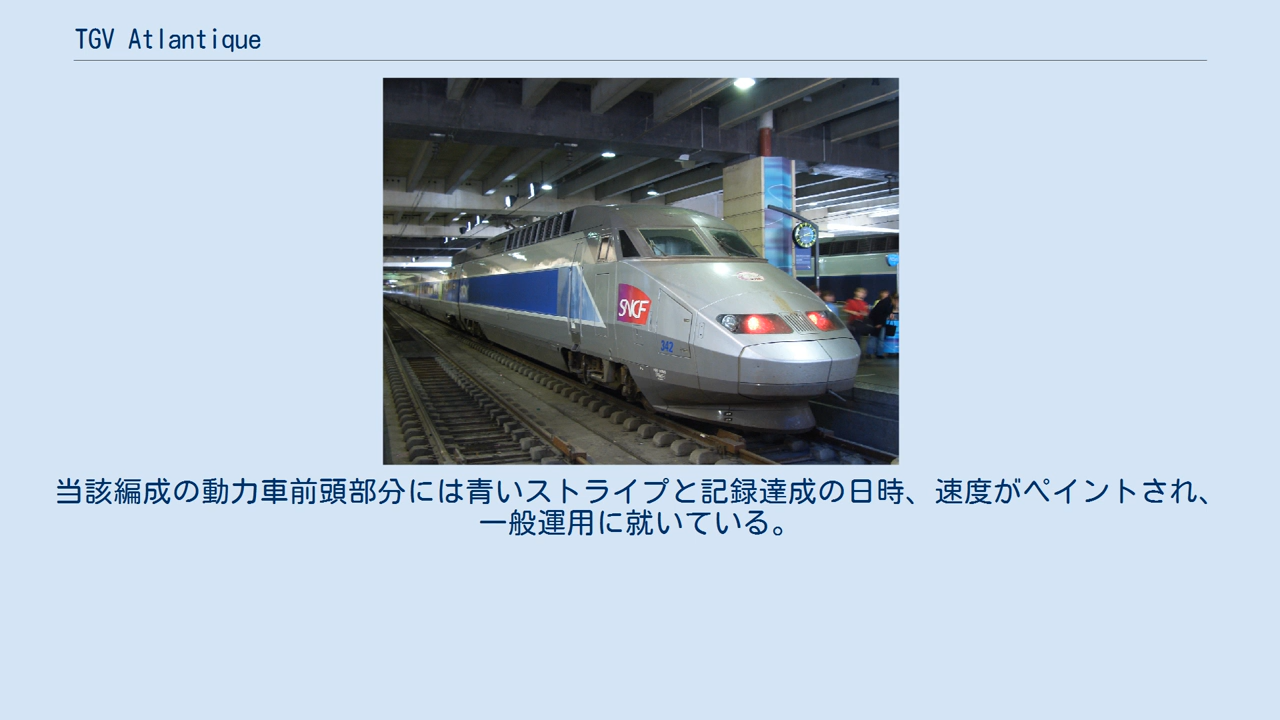 TGV Atlantique
SNCF
342
当該編成の動力車前頭部分には青いストライプと記録達成の日時、速度がペイントされ、
一般運用に就いている。